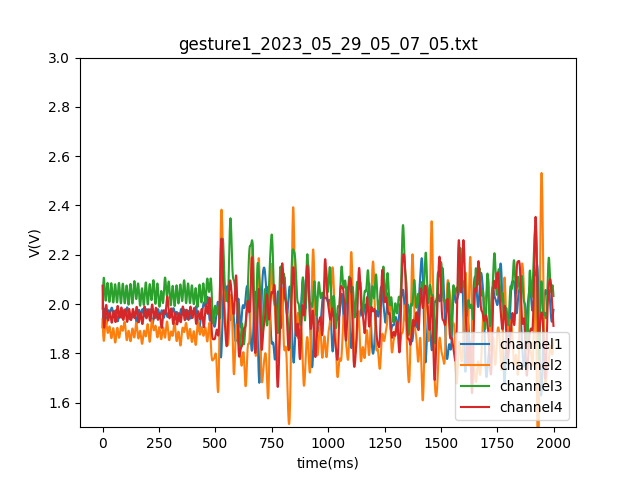 gesture1_2023_05_29_05_07_05.txt
V(V)
3.0
2.8
2.6
2.4
2.2
2.0
1.8
1.6
channel1
channel2
channel3
channel4
0 250 500 750 1000 1250 1500 1750 2000
time(ms)